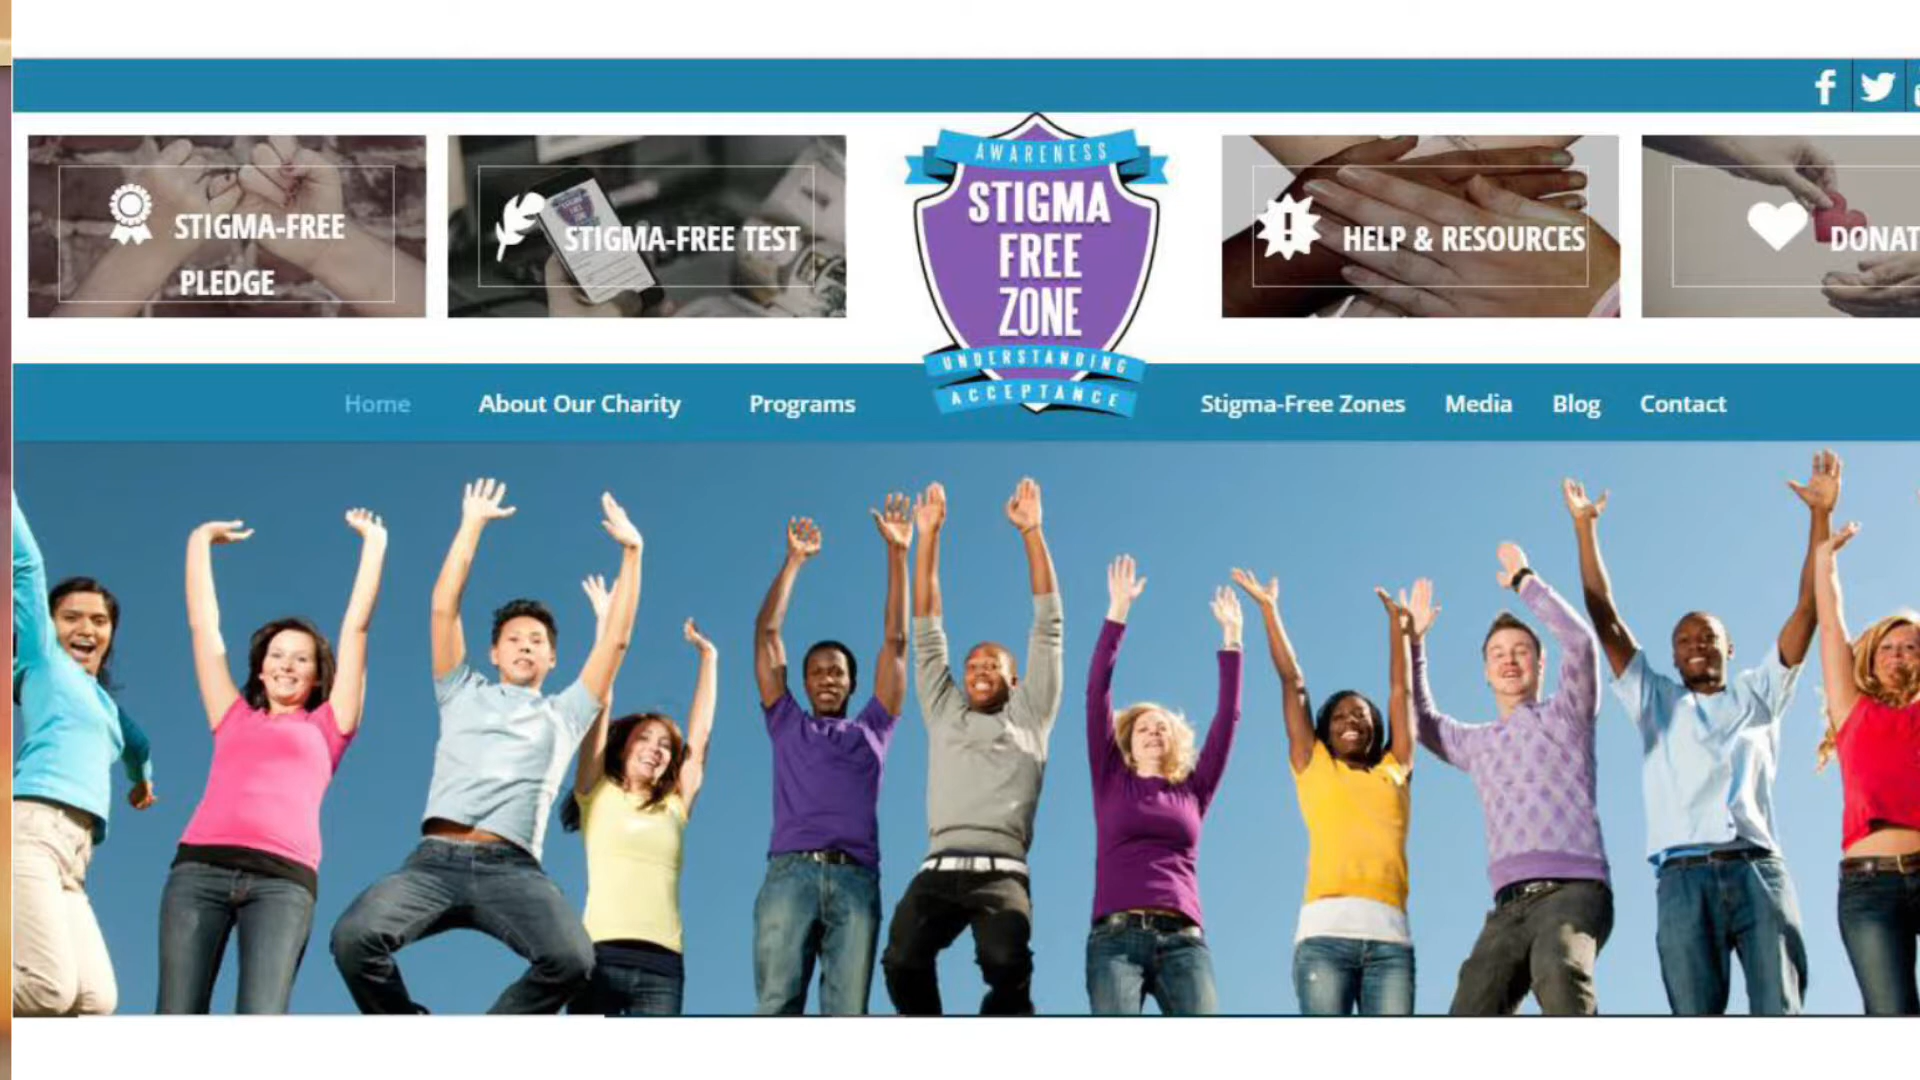 STIGMA-FREE
PLEDGE
STIGMA-FREE TEST
AWARENESS
STIGMA
FREE
ZONE
UNDERSTANDING
ACCEPTANCE
HELP & RESOURCES
DONAT
Home
About Our Charity
Programs
Stigma-Free Zones
Media
Blog
Contact